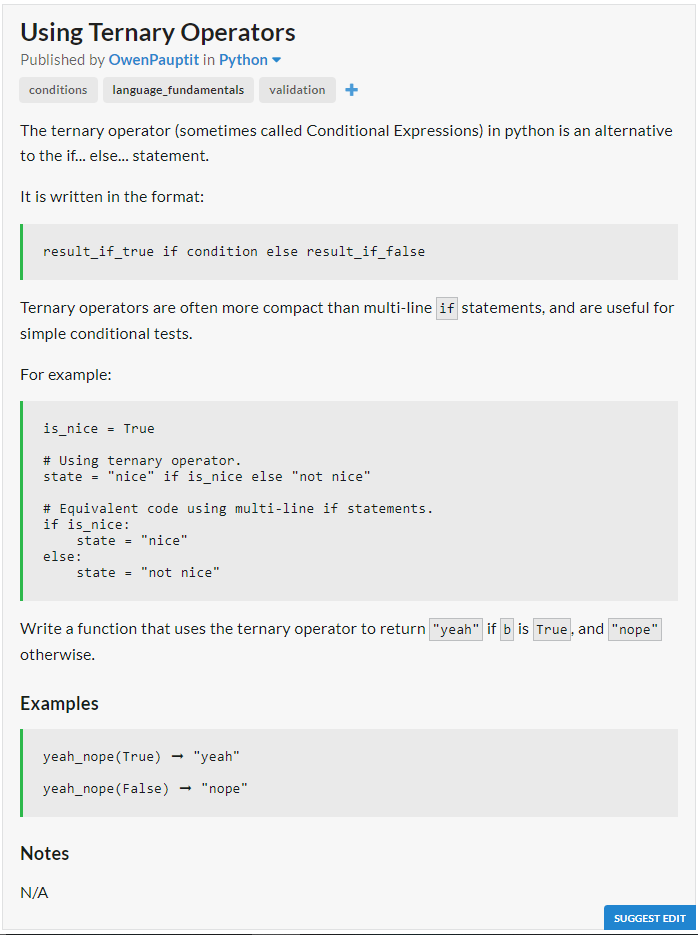 Using Ternary Operators
Published by OwenPauptit in Python
conditions language_fundamentals validation +
The ternary operator (sometimes called Conditional Expressions) in python is an alternative
to the if... else... statement.
It is written in the format:
result_if_true if condition else result_if_false
Ternary operators are often more compact than multi-line if statements, and are useful for
simple conditional tests.
For example:
is_nice = True
# Using ternary operator.
state = "nice" if is_nice else "not nice"
# Equivalent code using multi-line if statements.
if is_nice:
    state = "nice"
else:
    state = "not nice"
Write a function that uses the ternary operator to return "yeah" if b is True, and "nope"
otherwise.
Examples
yeah_nope(True) ➞ "yeah"
yeah_nope(False) ➞ "nope"
Notes
N/A
SUGGEST EDIT